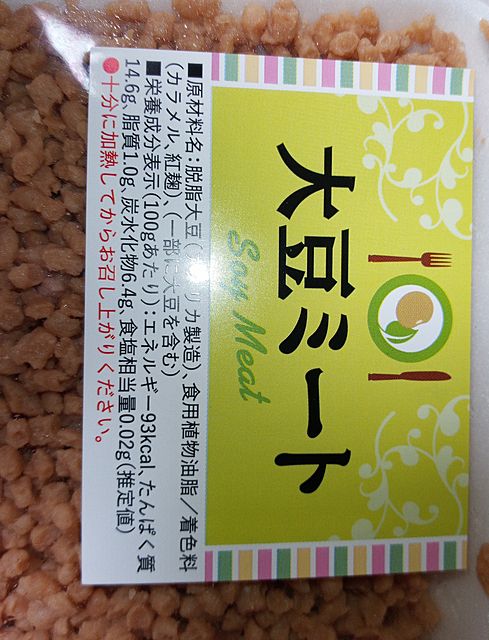 大豆ミート
Soy Meat
■原材料名:脱脂大豆(リカ製造)、食用植物油脂/着色料
(カラメル、紅麹)、(一部に大豆を含む)
■栄養成分表示(100gあたり):エネルギー93kcal、たんぱく質
14.6g、脂質1.0g、炭水化物6.4g、食塩相当量0.02g(推定値)
●十分に加熱してからお召し上がりください。